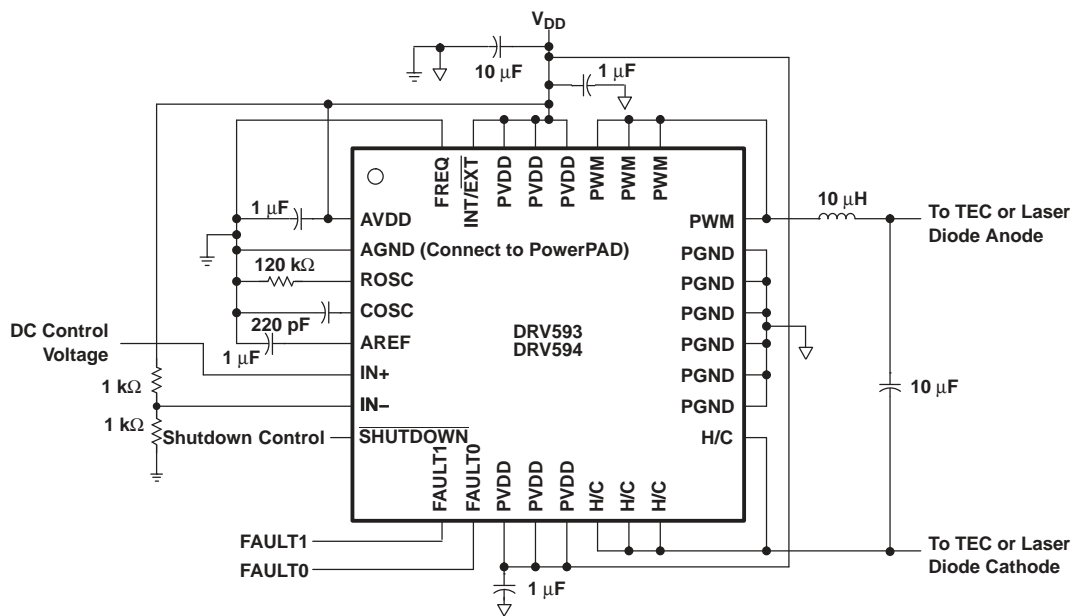 VDD
10 µF
1 µF
FREQ
INT/EXT
PVDD
PVDD
PVDD
PWM
PWM
PWM
1 µF
AVDD
AGND (Connect to PowerPAD)
120 kΩ
ROSC
COSC
220 pF
AREF
1 µF
DC Control
Voltage
IN+
1 kΩ
IN–
1 kΩ
Shutdown Control
SHUTDOWN
DRV593
DRV594
PWM
PGND
PGND
PGND
PGND
PGND
PGND
H/C
10 µH
To TEC or Laser
Diode Anode
10 µF
FAULT1
FAULT0
PVDD
PVDD
PVDD
H/C
H/C
H/C
FAULT1
FAULT0
1 µF
To TEC or Laser
Diode Cathode